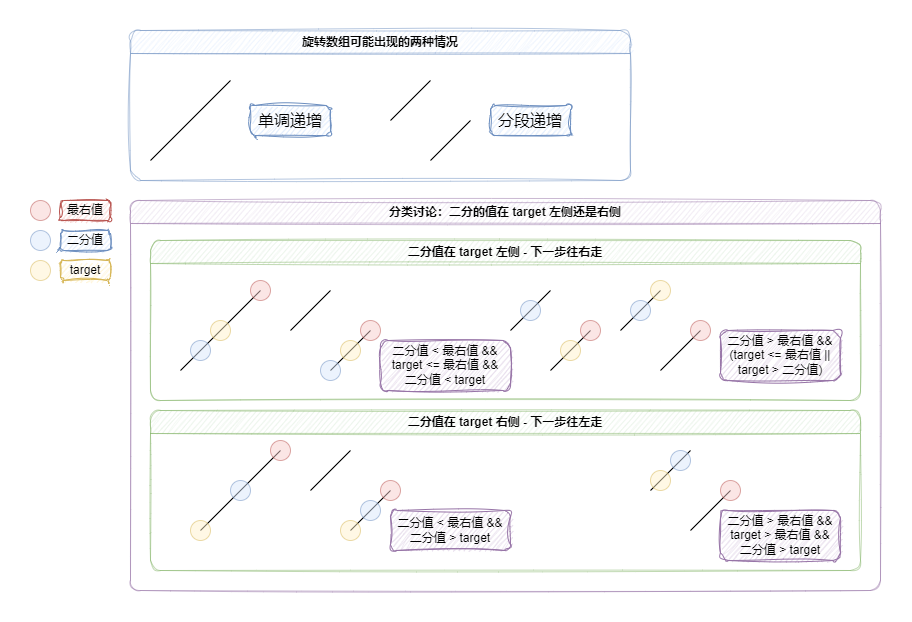 旋转数组可能出现的两种情况
单调递增
分段递增
最右值
二分值
target
分类讨论：二分的值在 target 左侧还是右侧
二分值在 target 左侧 - 下一步往右走
二分值 < 最右值 &&
target <= 最右值 &&
二分值 < target
二分值 > 最右值 &&
(target <= 最右值 ||
target > 二分值)
二分值在 target 右侧 - 下一步往左走
二分值 < 最右值 &&
二分值 > target
二分值 > 最右值 &&
target > 最右值 &&
二分值 > target